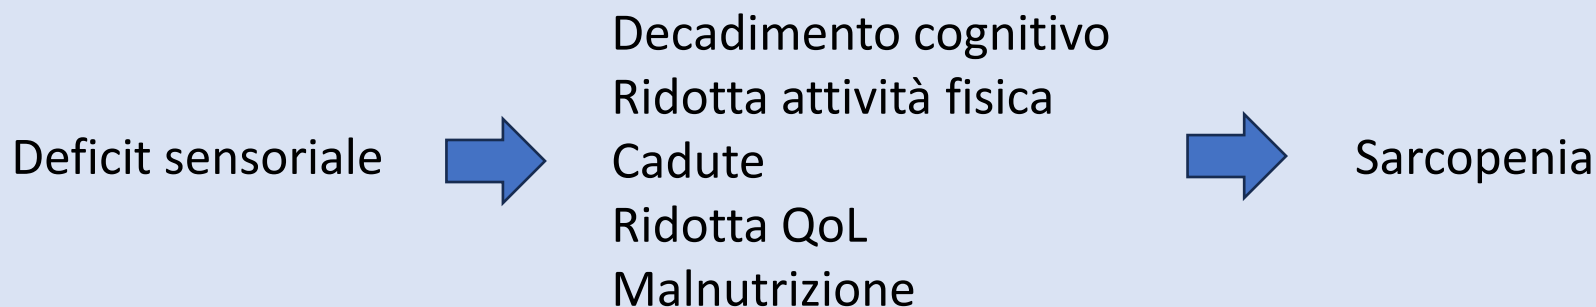 Deficit sensoriale
Decadimento cognitivo
Ridotta attività fisica
Cadute
Ridotta QoL
Malnutrizione
Sarcopenia